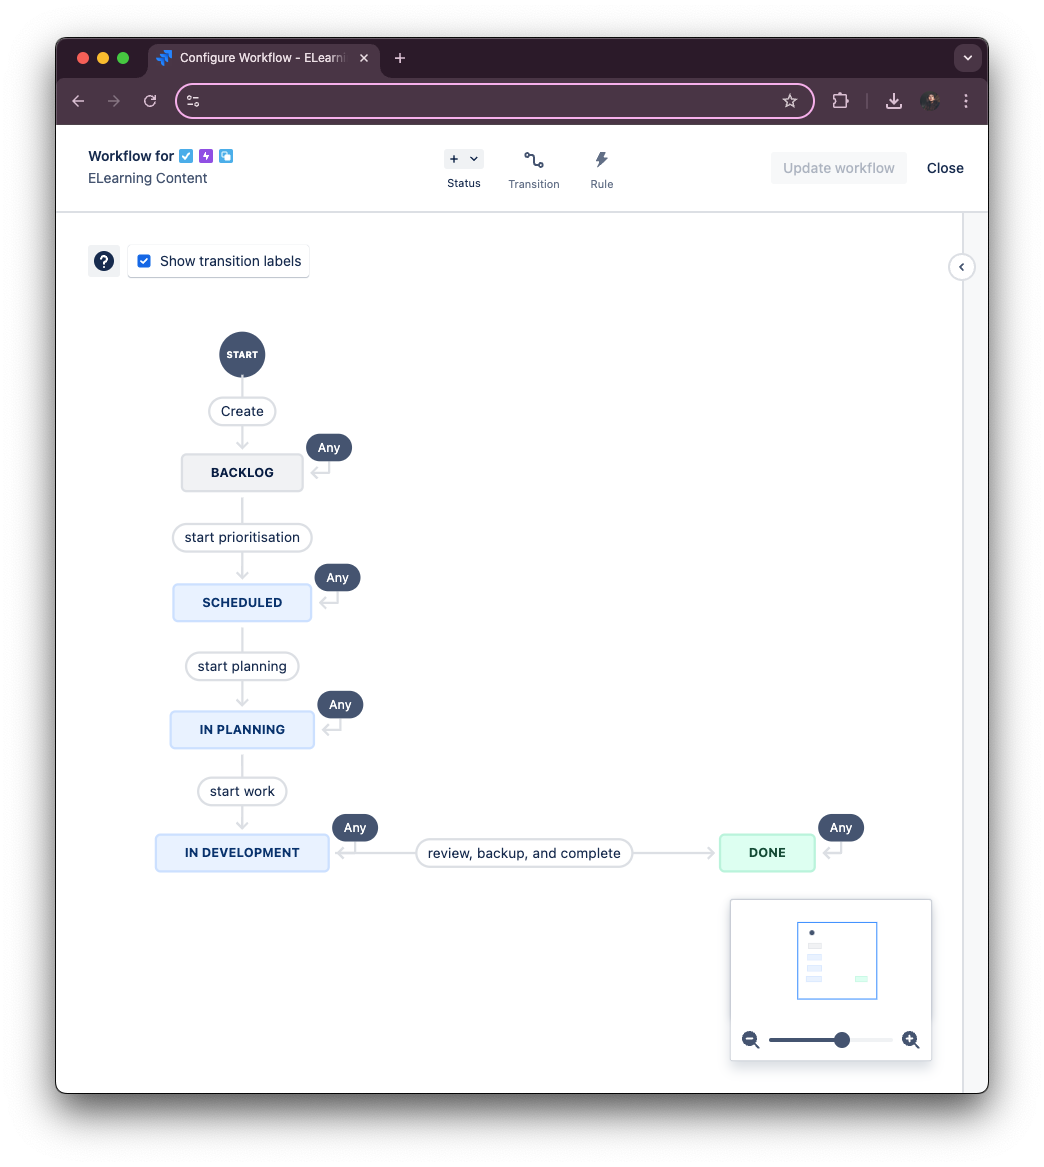 Configure Workflow - ELearni
Workflow for
ELearning Content
Status
Transition
Rule
Update workflow
Close
Show transition labels
START
Create
Any
BACKLOG
start prioritisation
Any
SCHEDULED
start planning
Any
IN PLANNING
start work
Any
IN DEVELOPMENT
review, backup, and complete
Any
DONE